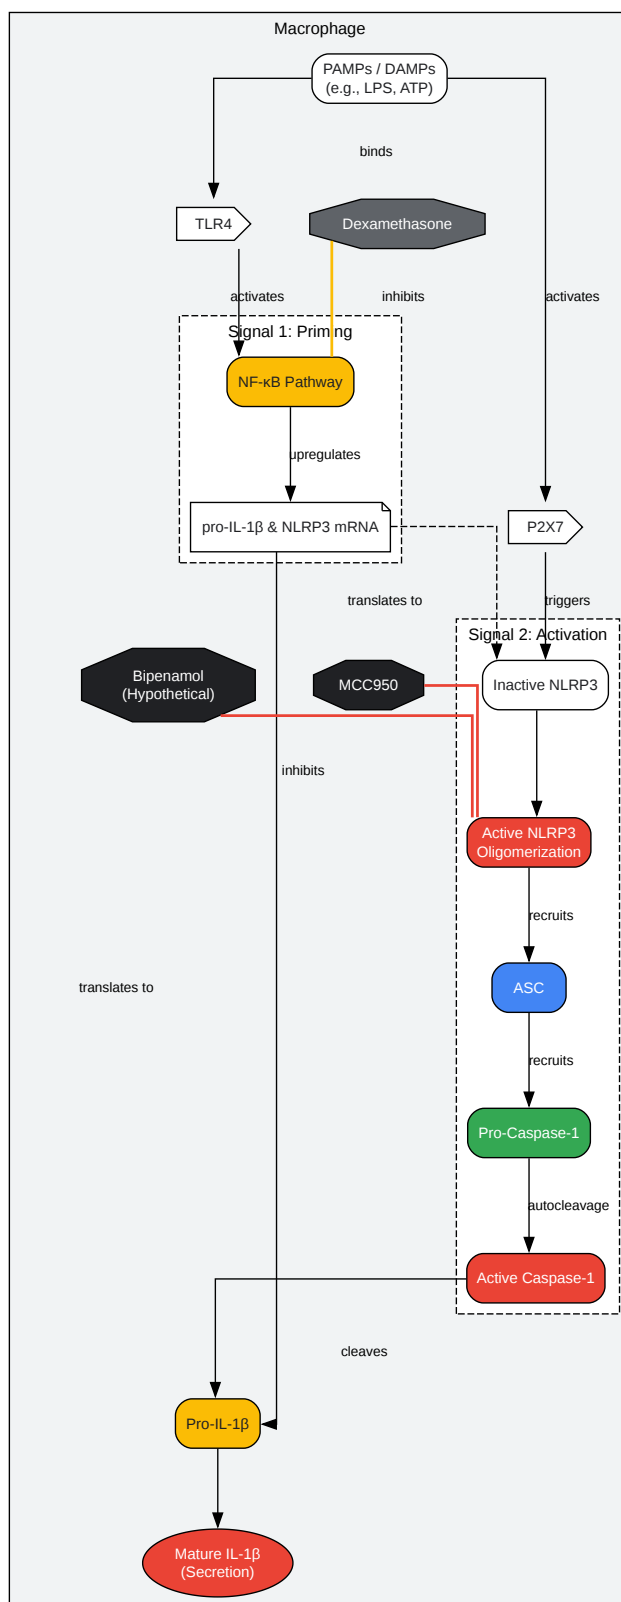 Macrophage
PAMPs / DAMPs
(e.g., LPS, ATP)
binds
TLR4
Dexamethasone
activates
inhibits
activates
Signal 1: Priming
NF-κB Pathway
upregulates
pro-IL-1β & NLRP3 mRNA
P2X7
translates to
triggers
Signal 2: Activation
Bipenamol
(Hypothetical)
MCC950
Inactive NLRP3
inhibits
Active NLRP3
Oligomerization
recruits
translates to
ASC
recruits
Pro-Caspase-1
autocleavage
Active Caspase-1
cleaves
Pro-IL-1β
Mature IL-1β
(Secretion)